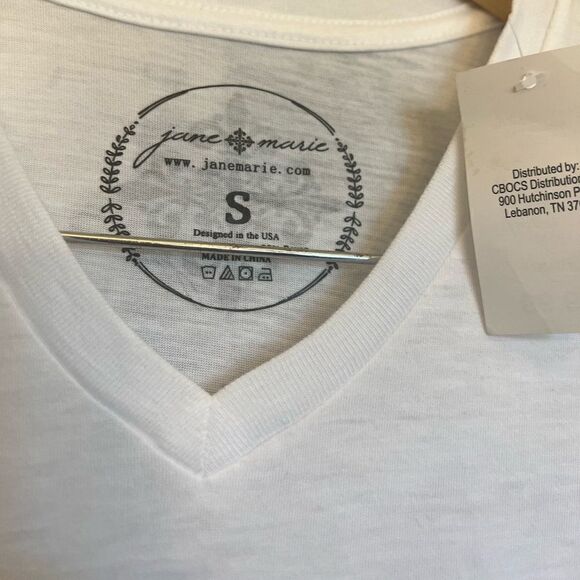 jane marie
www. janemarie. com
S
Designed in the USA
MADE IN CHINA
Distributed by:
CBOCS Distribution
900 Hutchinson P
Lebanon, TN 37